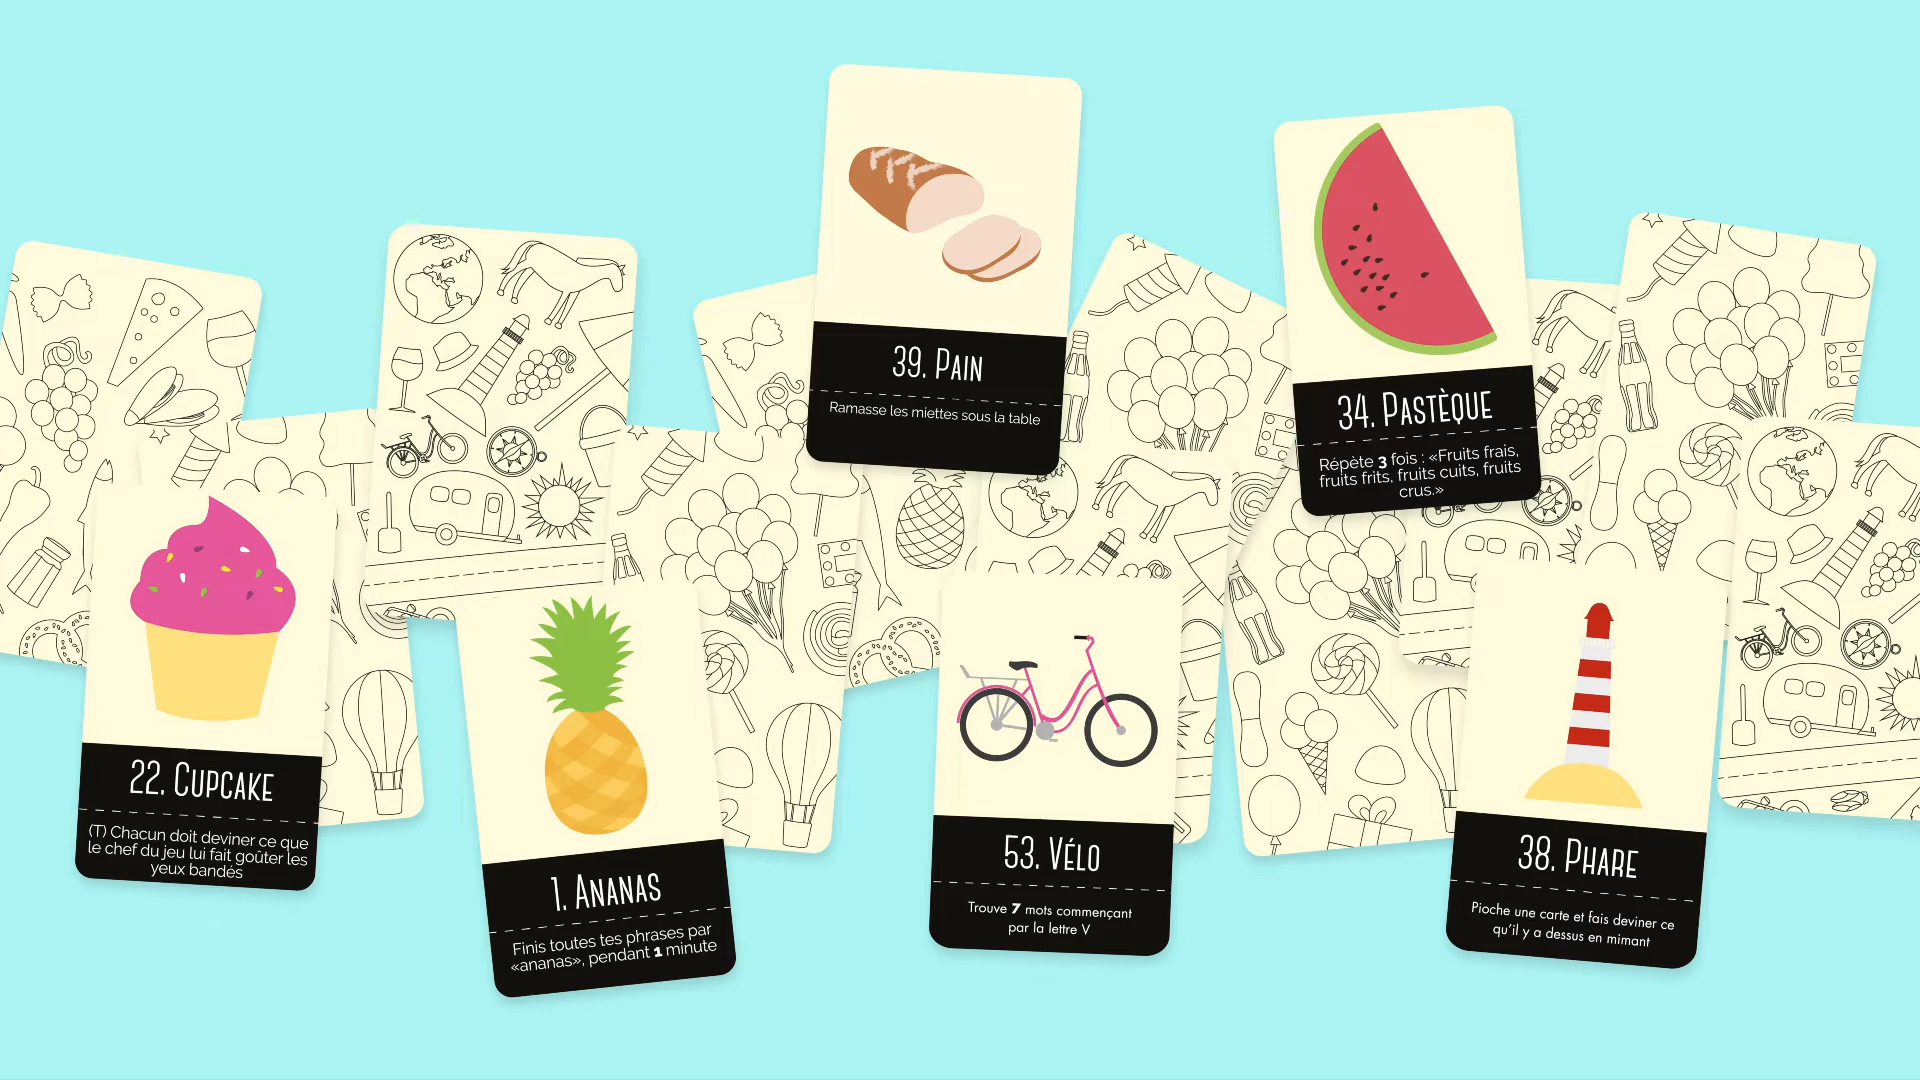 39. Pain
Ramasse les miettes sous la table
34. Pastèque
Répète 3 fois : «Fruits frais,
fruits frits, fruits cuits, fruits
crus.»
22. Cupcake
(T) Chacun doit deviner ce que
le chef du jeu lui fait goûter les
yeux bandés
1. Ananas
Finis toutes tes phrases par
«ananas», pendant 1 minute
53. Vélo
Trouve 7 mots commençant
par la lettre V
38. Phare
Pioche une carte et fais deviner ce
qu'il y a dessus en mimant